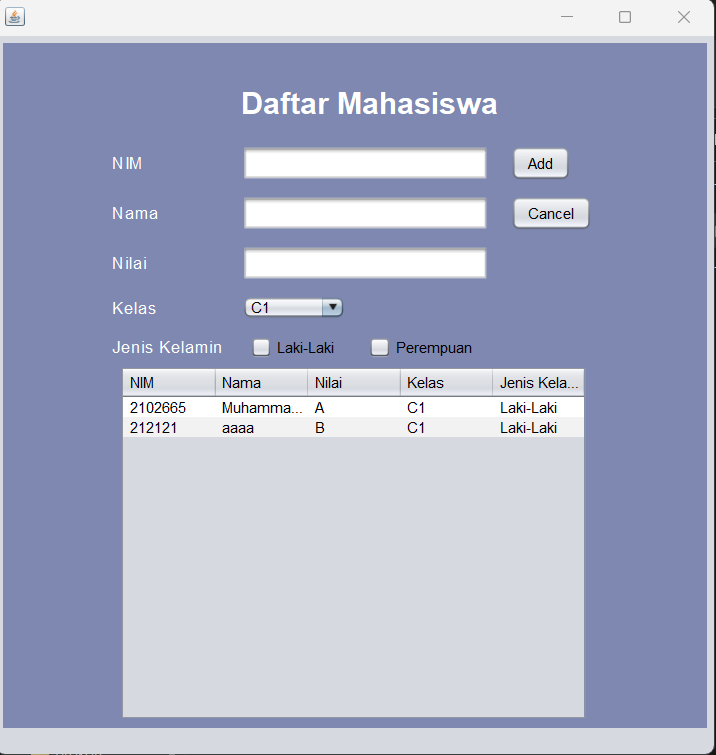 Daftar Mahasiswa
NIM Add
Nama Cancel
Nilai
Kelas C1
Jenis Kelamin Laki-Laki Perempuan
NIM Nama Nilai Kelas Jenis Kela...
2102665 Muhamma... A C1 Laki-Laki
212121 aaaa B C1 Laki-Laki